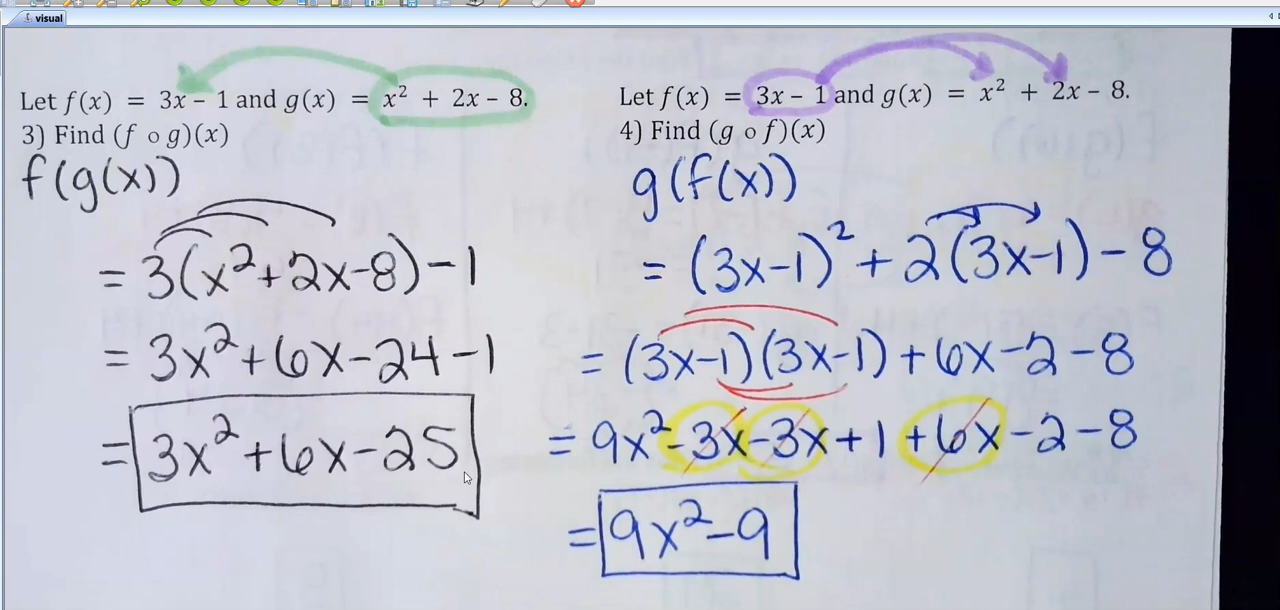 visual
Let f(x) = 3x – 1 and g(x) = x² + 2x – 8.
3) Find (f ∘ g)(x)
f(g(x))
= 3(x²+2x-8)-1
= 3x²+6x-24-1
= 3x²+6x-25
Let f(x) = 3x – 1 and g(x) = x² + 2x – 8.
4) Find (g ∘ f)(x)
g(f(x))
= (3x-1)² + 2(3x-1) - 8
= (3x-1)(3x-1) + 6x-2-8
= 9x²-3x-3x+1+6x-2-8
= 9x²-9